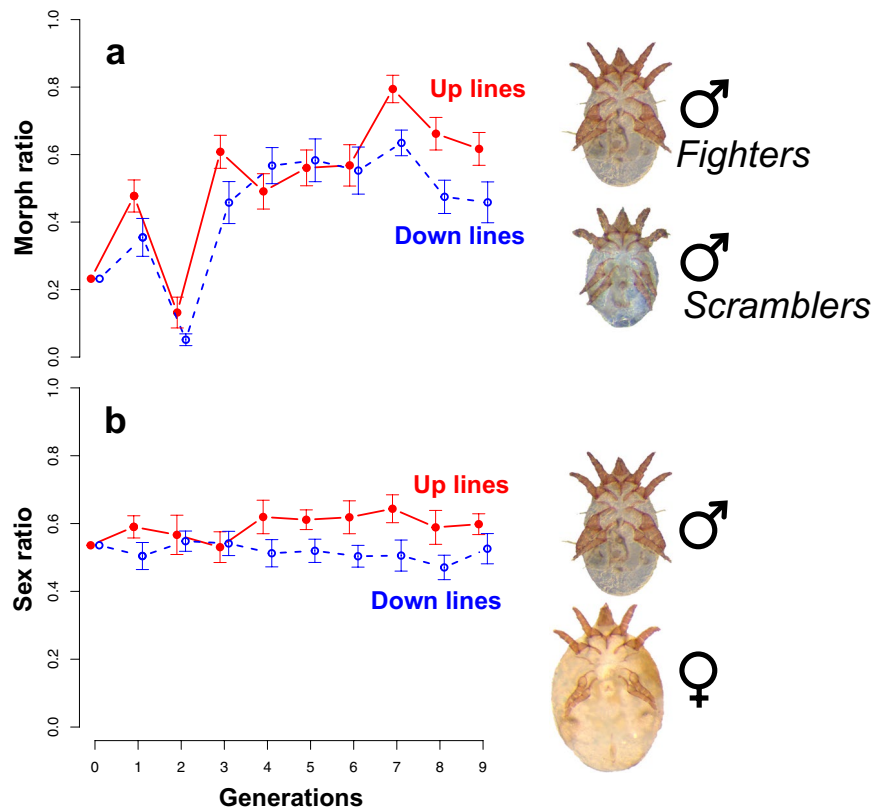 a
Up lines
Down lines
Morph ratio
0.0 0.2 0.4 0.6 0.8 1.0
♂
Fighters
♂
Scramblers
b
Up lines
Down lines
Sex ratio
0.0 0.2 0.4 0.6 0.8 1.0
0 1 2 3 4 5 6 7 8 9
Generations
♂
♀